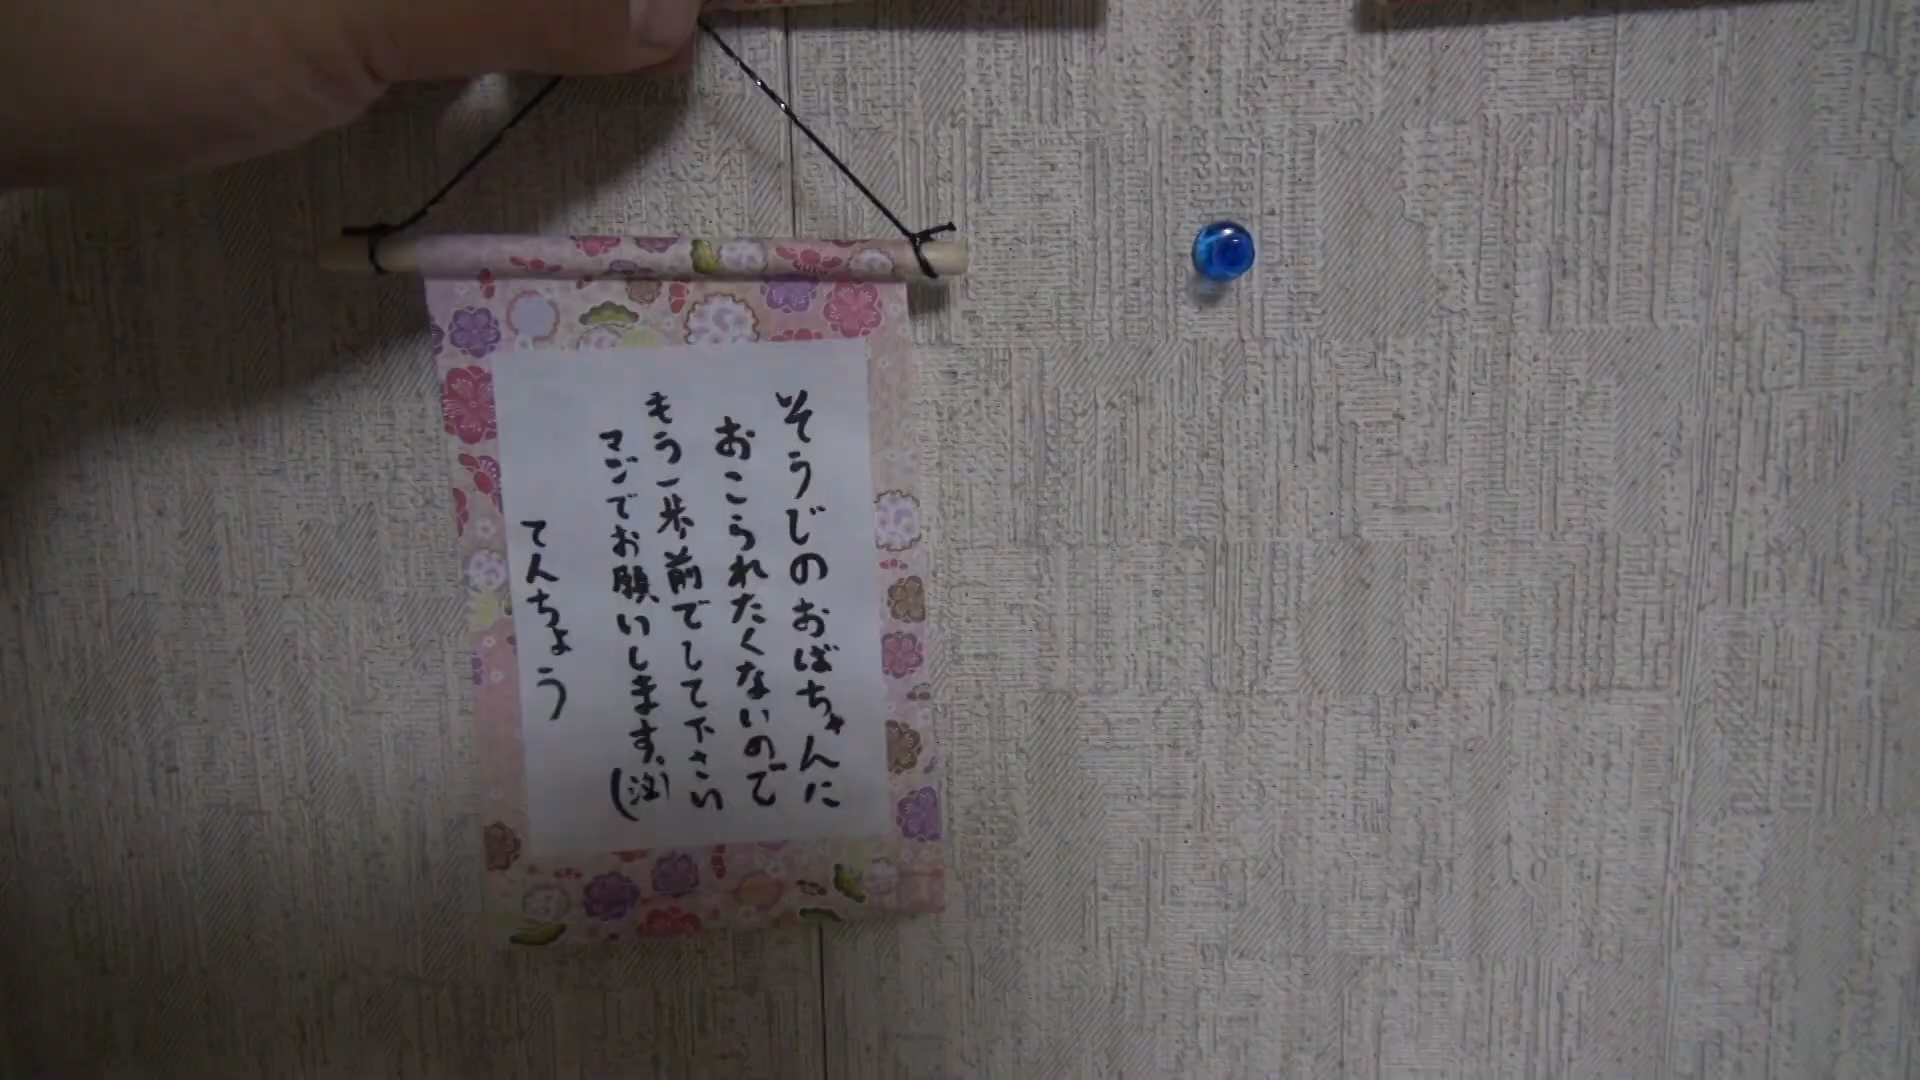 そうじのおばちゃんに
おこられたくないので
もう一歩前でして下さい
マジでお願いします。(泣)
てんちょう